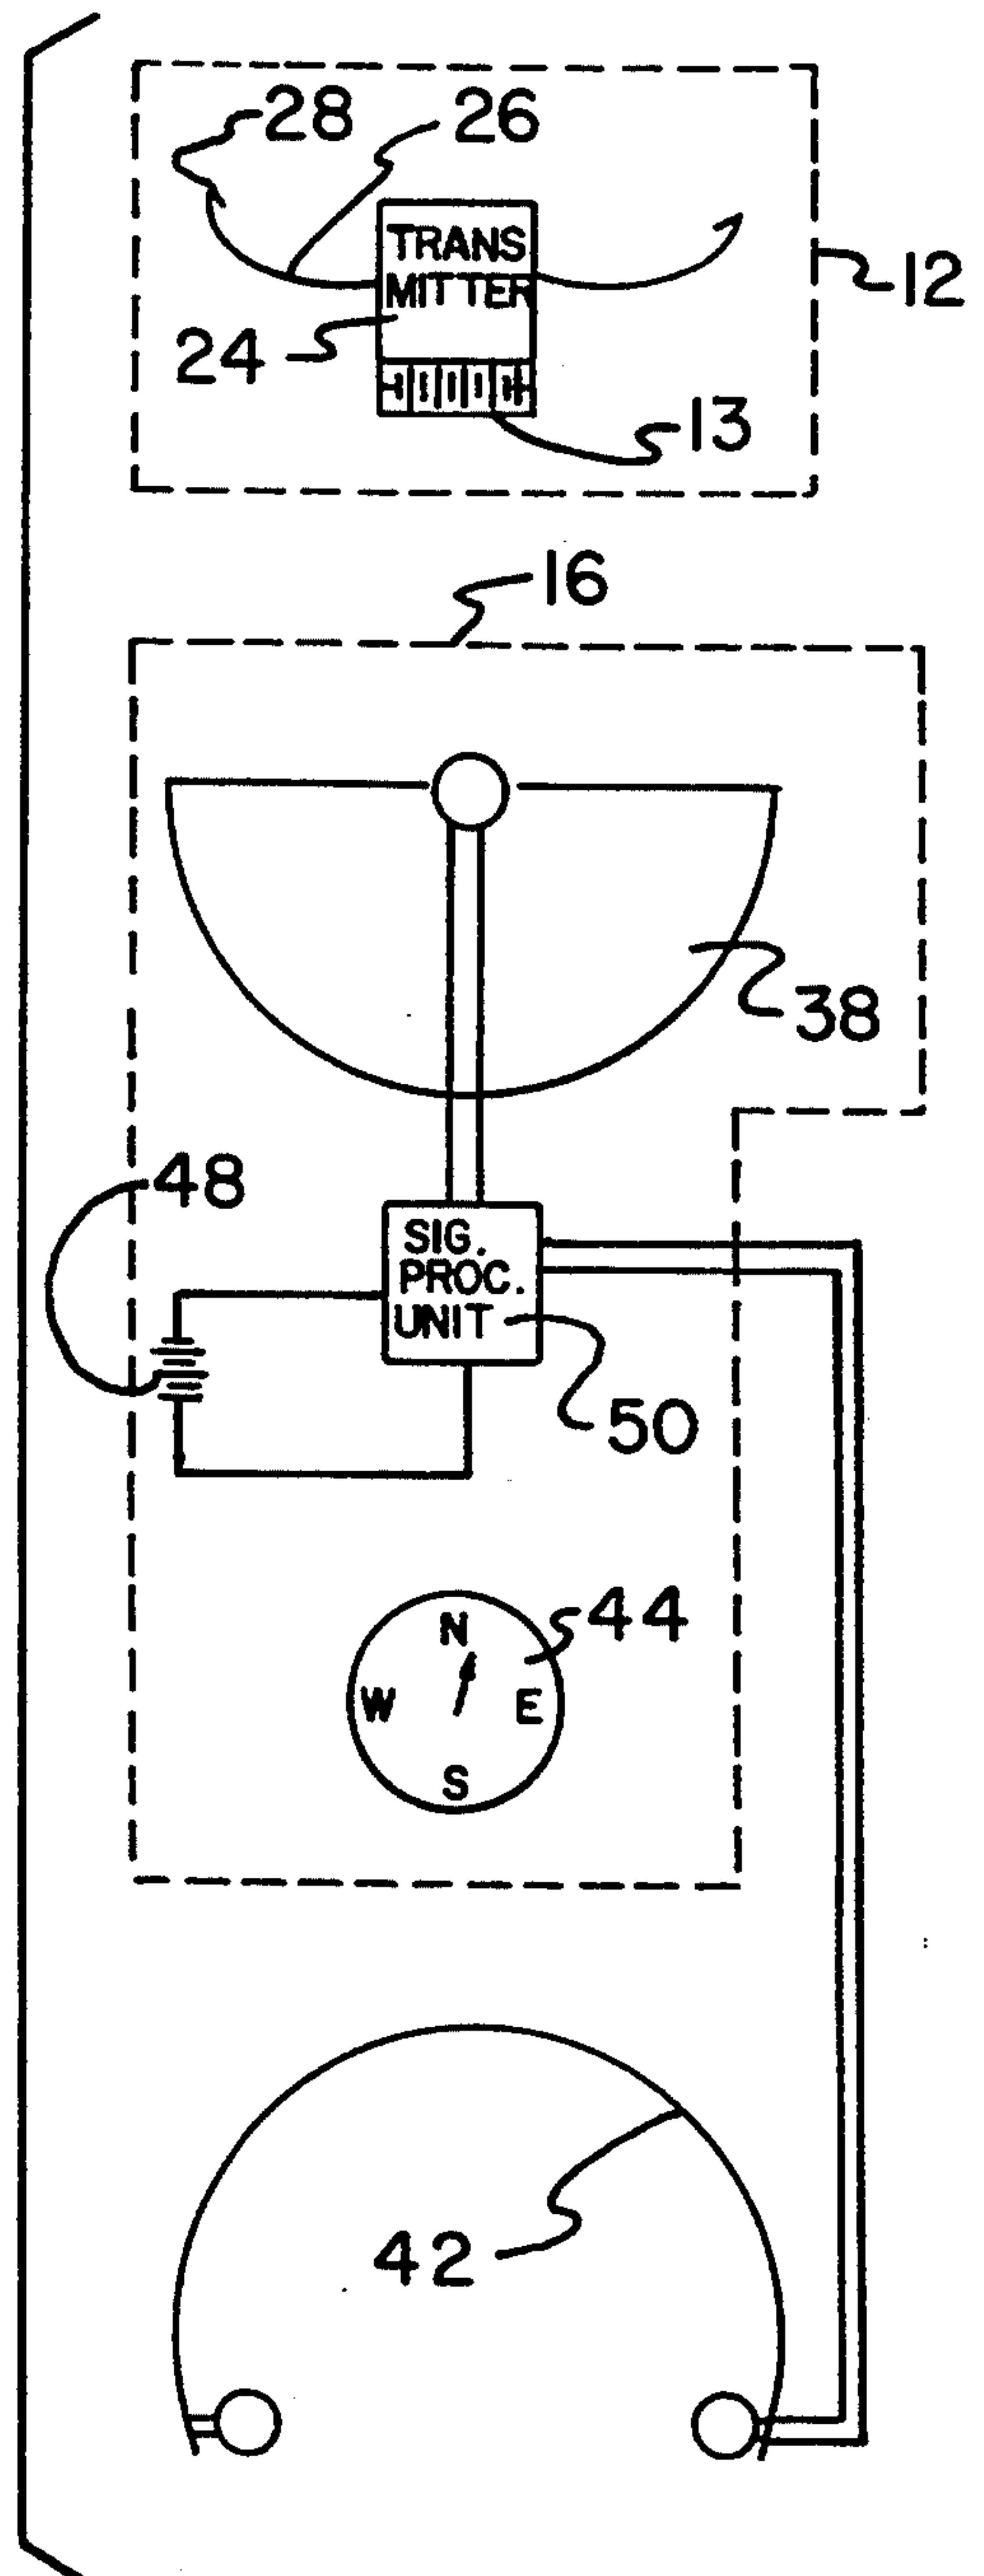 28
26
TRANS
MITTER
12
24
13
16
38
48
SIG.
PROC.
UNIT
50
44
N
W E
S
42